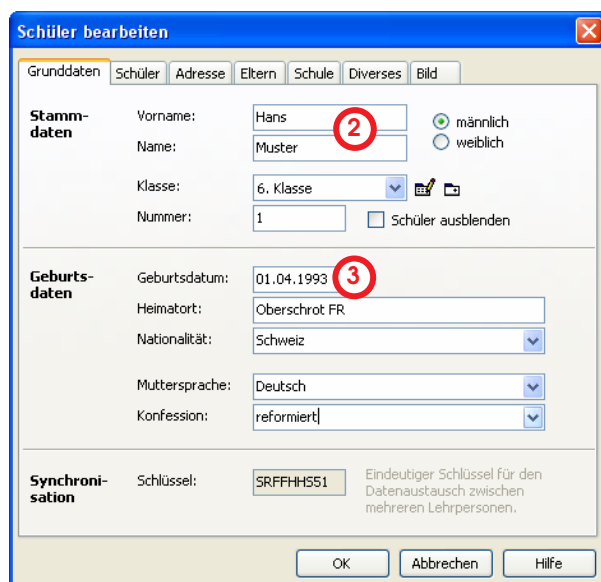 Schüler bearbeiten
Grunddaten Schüler Adresse Eltern Schule Diverses Bild
Stamm-
daten
Vorname: Hans
2
männlich
Name: Muster
weiblich
Klasse: 6. Klasse
Nummer: 1 Schüler ausblenden
Geburts-
daten
Geburtsdatum: 01.04.1993 3
Heimatort: Oberschrot FR
Nationalität: Schweiz
Muttersprache: Deutsch
Konfession: reformiert
Synchroni-
sation
Schlüssel: SRFFHHS51
Eindeutiger Schlüssel für den
Datenaustausch zwischen
mehreren Lehrpersonen.
OK Abbrechen Hilfe